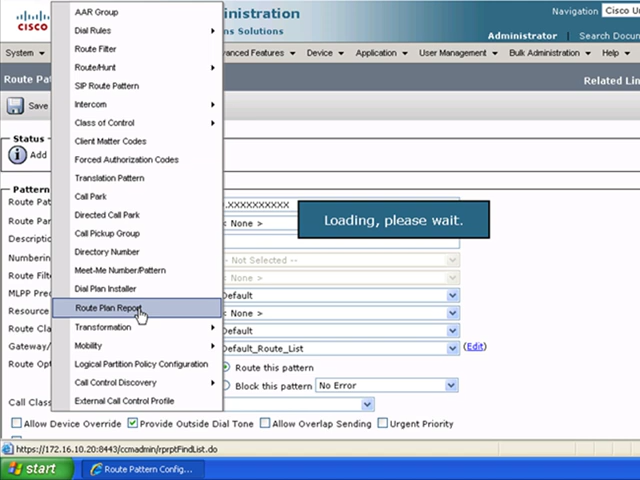 CISCO
inistration
ns Solutions
Navigation Cisco Un
Administrator Search Docum
System
vanced Features Device Application User Management Bulk Administration Help
Route Pat
Related Lin
Save
Status
Add
Pattern
Route Pat
.XXXXXXXXXX
Route Par
< None >
Descriptio
Numbering
-- Not Selected --
Route Filte
< None >
MLPP Prec
Default
Resource
< None >
Route Clas
Default
Gateway/
Default_Route_List
(Edit)
Route Opt
Route this pattern
Block this pattern No Error
Call Class
Allow Device Override Provide Outside Dial Tone Allow Overlap Sending Urgent Priority
AAR Group
Dial Rules
Route Filter
Route/Hunt
SIP Route Pattern
Intercom
Class of Control
Client Matter Codes
Forced Authorization Codes
Translation Pattern
Call Park
Directed Call Park
Call Pickup Group
Directory Number
Meet-Me Number/Pattern
Dial Plan Installer
Route Plan Report
Transformation
Mobility
Logical Partition Policy Configuration
Call Control Discovery
External Call Control Profile
Loading, please wait.
https://172.16.10.20:8443/ccmadmin/rprptFindList.do
start
Route Pattern Config...